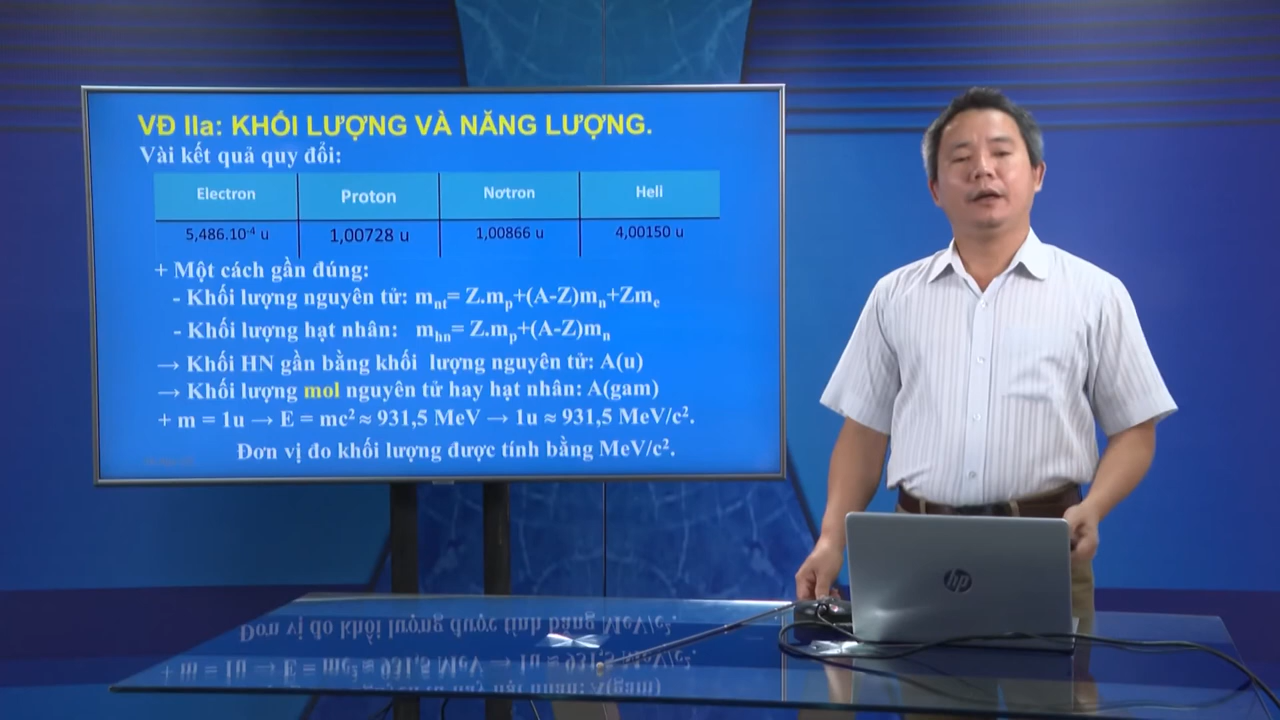 VĐ IIa: KHỐI LƯỢNG VÀ NĂNG LƯỢNG.
Vài kết quả quy đổi:
Electron Proton Nơtron Heli
5,486.10⁻⁴ u 1,00728 u 1,00866 u 4,00150 u
+ Một cách gần đúng:
- Khối lượng nguyên tử: mₙₜ= Z.mₚ+(A-Z)mₙ+Zmₑ
- Khối lượng hạt nhân: mₕₙ= Z.mₚ+(A-Z)mₙ
→ Khối HN gần bằng khối lượng nguyên tử: A(u)
→ Khối lượng mol nguyên tử hay hạt nhân: A(gam)
+ m = 1u → E = mc² ≈ 931,5 MeV → 1u ≈ 931,5 MeV/c².
Đơn vị đo khối lượng được tính bằng MeV/c².
hp